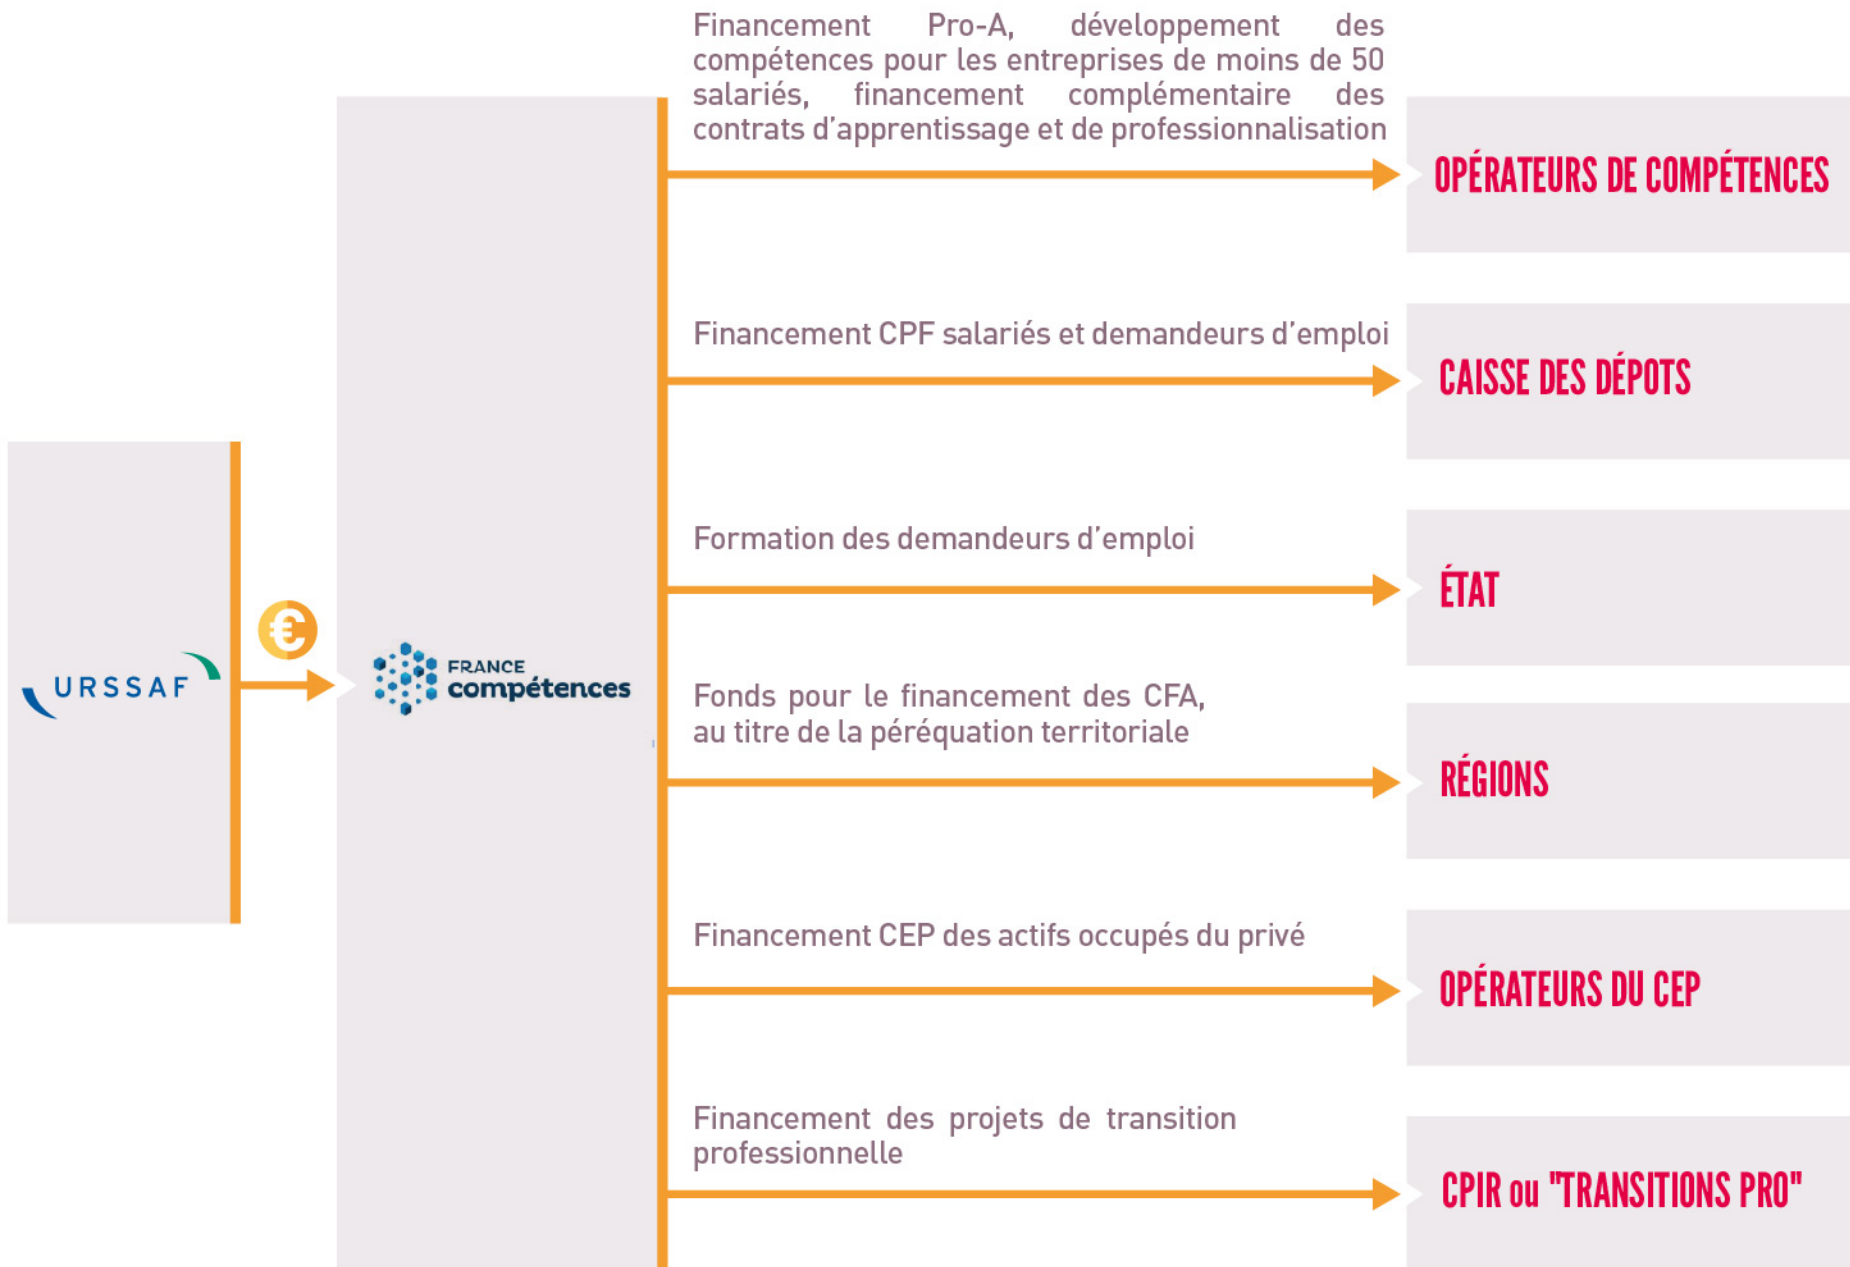 Financement Pro-A, développement des
compétences pour les entreprises de moins de 50
salariés, financement complémentaire des
contrats d'apprentissage et de professionnalisation
OPÉRATEURS DE COMPÉTENCES
Financement CPF salariés et demandeurs d'emploi
CAISSE DES DÉPOTS
Formation des demandeurs d'emploi
ÉTAT
€
URSSAF
FRANCE
compétences
Fonds pour le financement des CFA,
au titre de la péréquation territoriale
RÉGIONS
Financement CEP des actifs occupés du privé
OPÉRATEURS DU CEP
Financement des projets de transition
professionnelle
CPIR ou "TRANSITIONS PRO"